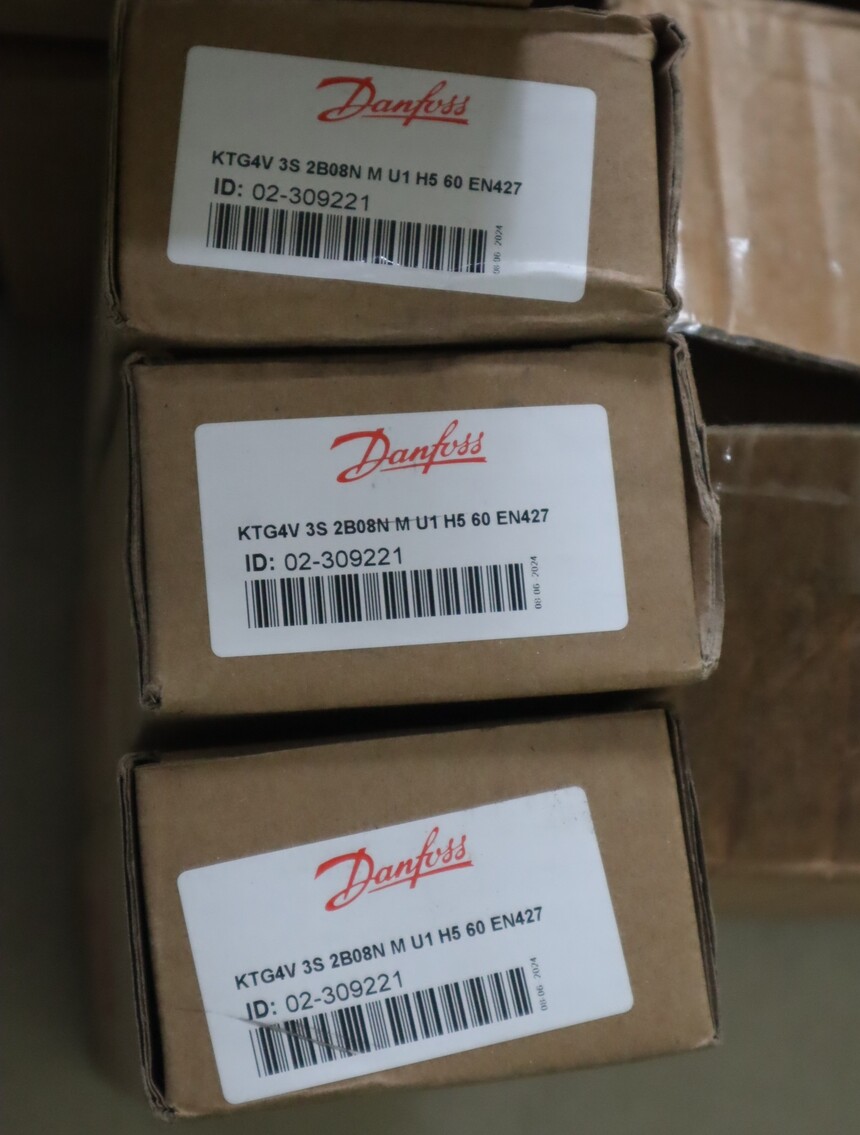 Danfoss
KTG4V 3S 2B08N M U1 H5 60 EN427
ID: 02-309221
08 06 2024
Danfoss
KTG4V 3S 2B08N M U1 H5 60 EN427
ID: 02-309221
08 06 2024
Danfoss
KTG4V 3S 2B08N M U1 H5 60 EN427
ID: 02-309221
08 06 2024